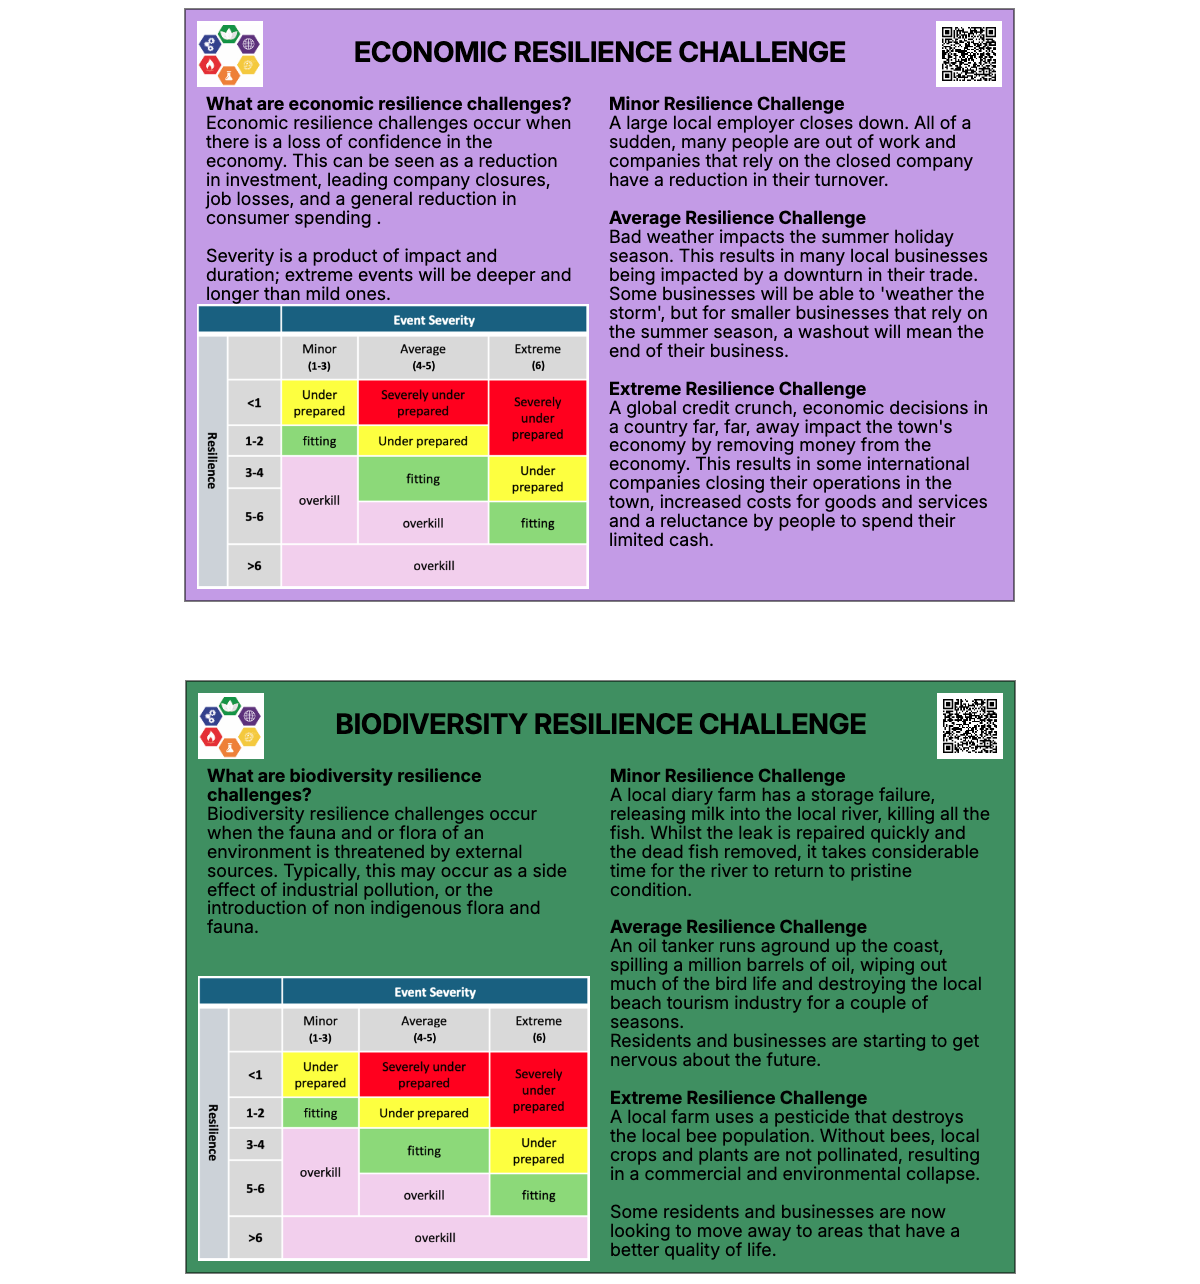 ECONOMIC RESILIENCE CHALLENGE
What are economic resilience challenges?
Economic resilience challenges occur when
there is a loss of confidence in the
economy. This can be seen as a reduction
in investment, leading company closures,
job losses, and a general reduction in
consumer spending .
Severity is a product of impact and
duration; extreme events will be deeper and
longer than mild ones.
Event Severity
Minor
(1-3)
Average
(4-5)
Extreme
(6)
Resilience
<1
Under
prepared
Severely under
prepared
Severely
under
prepared
1-2
fitting
Under prepared
3-4
overkill
fitting
Under
prepared
5-6
overkill
fitting
>6
overkill
Minor Resilience Challenge
A large local employer closes down. All of a
sudden, many people are out of work and
companies that rely on the closed company
have a reduction in their turnover.
Average Resilience Challenge
Bad weather impacts the summer holiday
season. This results in many local businesses
being impacted by a downturn in their trade.
Some businesses will be able to 'weather the
storm', but for smaller businesses that rely on
the summer season, a washout will mean the
end of their business.
Extreme Resilience Challenge
A global credit crunch, economic decisions in
a country far, far, away impact the town's
economy by removing money from the
economy. This results in some international
companies closing their operations in the
town, increased costs for goods and services
and a reluctance by people to spend their
limited cash.
BIODIVERSITY RESILIENCE CHALLENGE
What are biodiversity resilience
challenges?
Biodiversity resilience challenges occur
when the fauna and or flora of an
environment is threatened by external
sources. Typically, this may occur as a side
effect of industrial pollution, or the
introduction of non indigenous flora and
fauna.
Event Severity
Minor
(1-3)
Average
(4-5)
Extreme
(6)
Resilience
<1
Under
prepared
Severely under
prepared
Severely
under
prepared
1-2
fitting
Under prepared
3-4
overkill
fitting
Under
prepared
5-6
overkill
fitting
>6
overkill
Minor Resilience Challenge
A local diary farm has a storage failure,
releasing milk into the local river, killing all the
fish. Whilst the leak is repaired quickly and
the dead fish removed, it takes considerable
time for the river to return to pristine
condition.
Average Resilience Challenge
An oil tanker runs aground up the coast,
spilling a million barrels of oil, wiping out
much of the bird life and destroying the local
beach tourism industry for a couple of
seasons.
Residents and businesses are starting to get
nervous about the future.
Extreme Resilience Challenge
A local farm uses a pesticide that destroys
the local bee population. Without bees, local
crops and plants are not pollinated, resulting
in a commercial and environmental collapse.
Some residents and businesses are now
looking to move away to areas that have a
better quality of life.